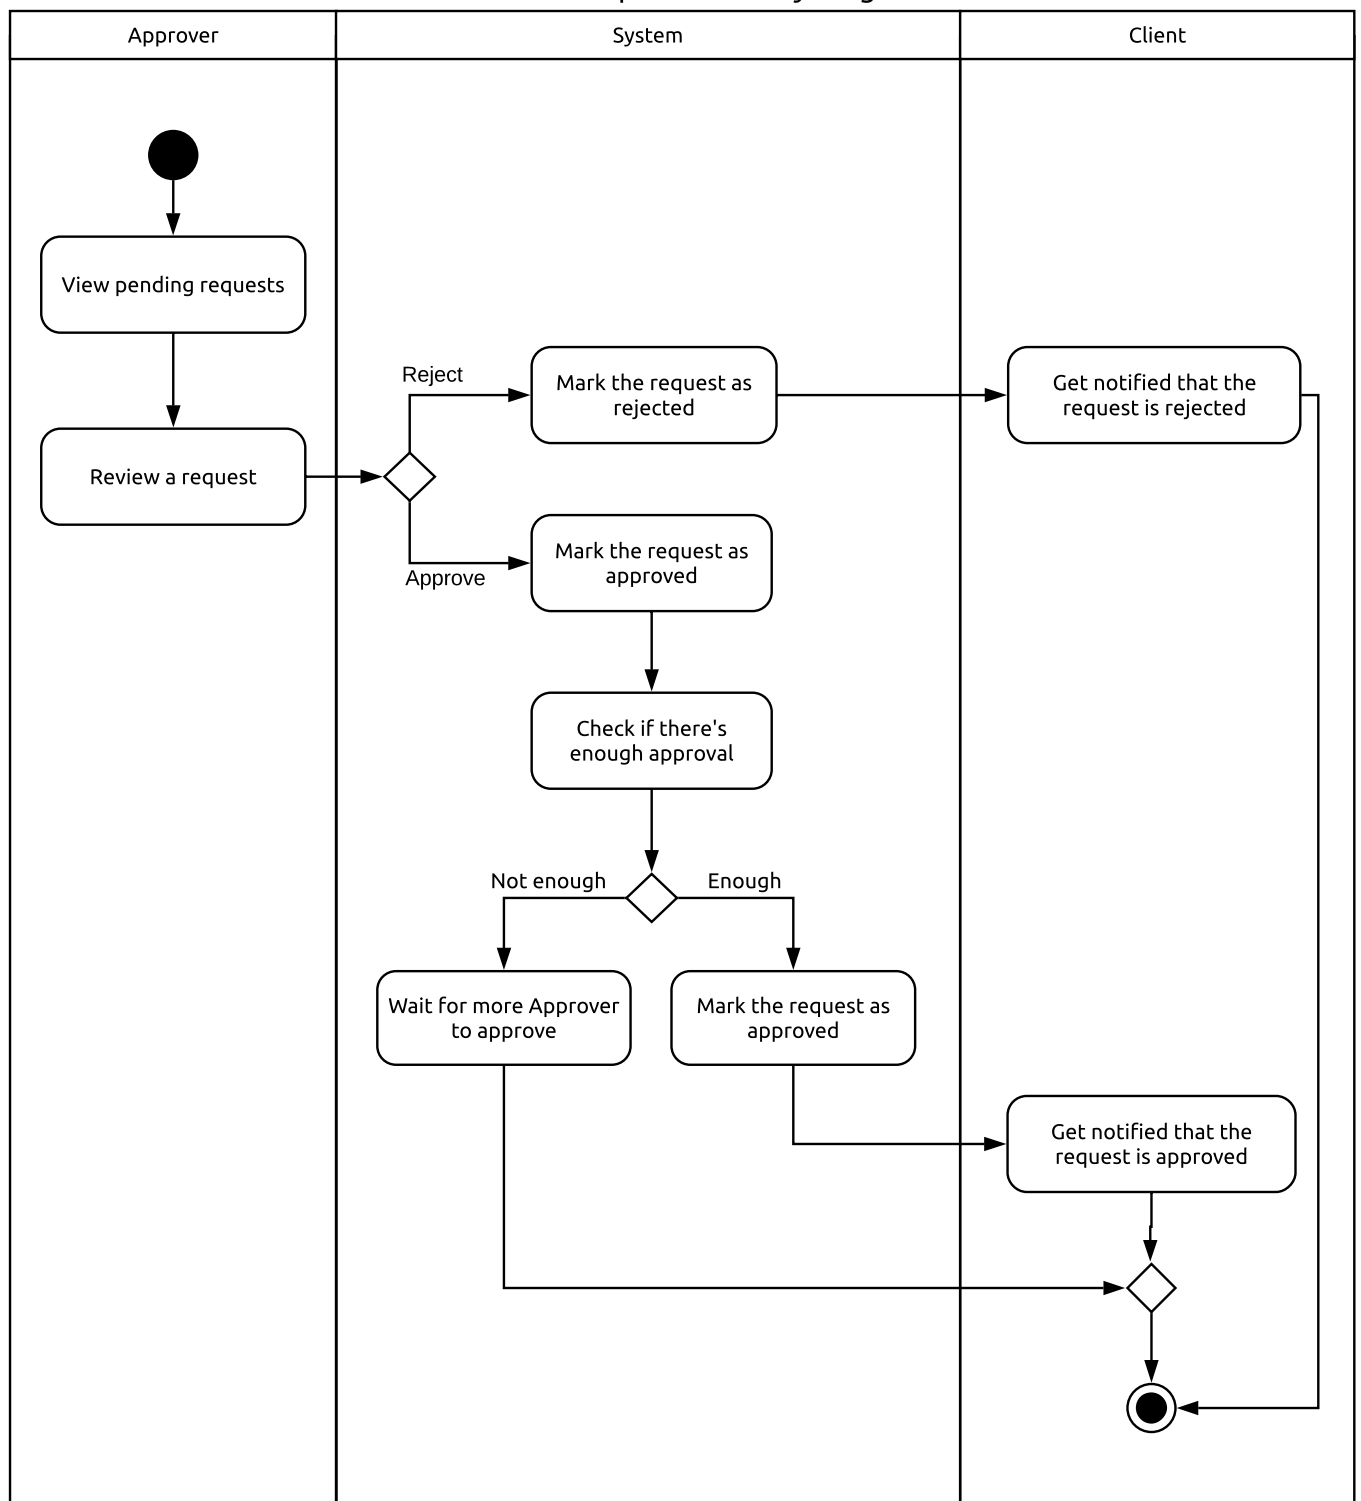 Approver
System
Client
View pending requests
Review a request
Reject
Mark the request as
rejected
Get notified that the
request is rejected
Approve
Mark the request as
approved
Check if there's
enough approval
Not enough
Enough
Wait for more Approver
to approve
Mark the request as
approved
Get notified that the
request is approved